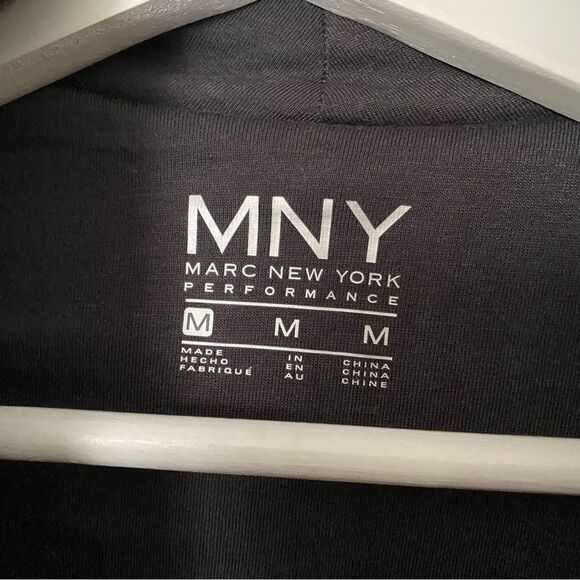 MNY
MARC NEW YORK
PERFORMANCE
M M M
MADE IN CHINA
HECHO EN CHINA
FABRIQUÉ AU CHINE